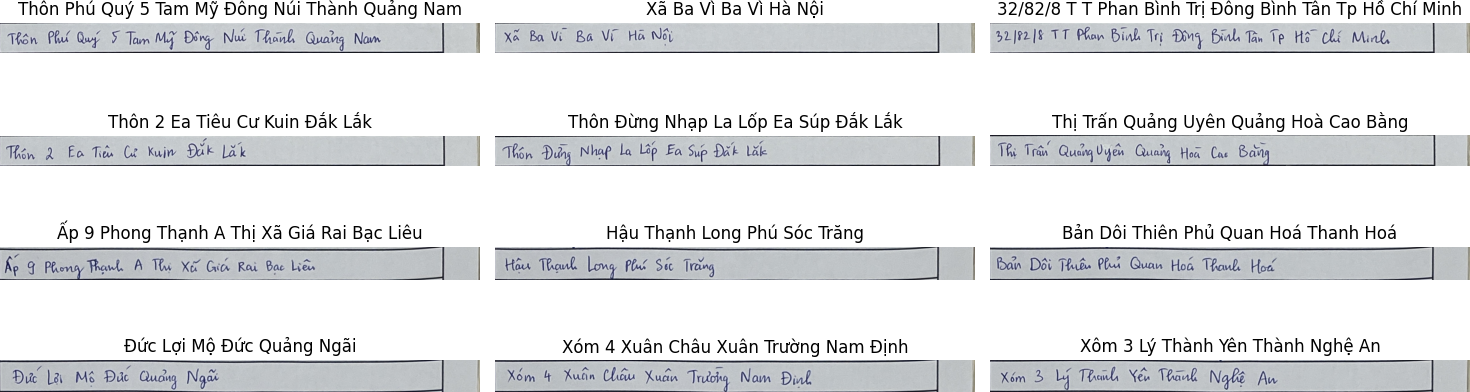 Thôn Phú Quý 5 Tam Mỹ Đông Núi Thành Quảng Nam
Xã Ba Vì Ba Vì Hà Nội
32/82/8 T T Phan Bình Trị Đông Bình Tân Tp Hồ Chí Minh
Thôn Phú Quý 5 Tam Mỹ Đông Núi Thành Quảng Nam
Xã Ba Vì Ba Vì Hà Nội
32/82/8 T T Phan Bình Trị Đông Bình Tân Tp Hồ Chí Minh
Thôn 2 Ea Tiêu Cư Kuin Đắk Lắk
Thôn Đừng Nhạp La Lốp Ea Súp Đắk Lắk
Thị Trấn Quảng Uyên Quảng Hoà Cao Bằng
Thôn 2 Ea Tiêu Cư Kuin Đắk Lắk
Thôn Đừng Nhạp La Lốp Ea Súp Đắk Lắk
Thị Trấn Quảng Uyên Quảng Hoà Cao Bằng
Ấp 9 Phong Thạnh A Thị Xã Giá Rai Bạc Liêu
Hậu Thạnh Long Phú Sóc Trăng
Bản Dôi Thiên Phủ Quan Hoá Thanh Hoá
Ấp 9 Phong Thạnh A Thị Xã Giá Rai Bạc Liêu
Hậu Thạnh Long Phú Sóc Trăng
Bản Dôi Thiên Phủ Quan Hoá Thanh Hoá
Đức Lợi Mộ Đức Quảng Ngãi
Xóm 4 Xuân Châu Xuân Trường Nam Định
Xôm 3 Lý Thành Yên Thành Nghệ An
Đức Lợi Mộ Đức Quảng Ngãi
Xóm 4 Xuân Châu Xuân Trường Nam Định
Xóm 3 Lý Thành Yên Thành Nghệ An